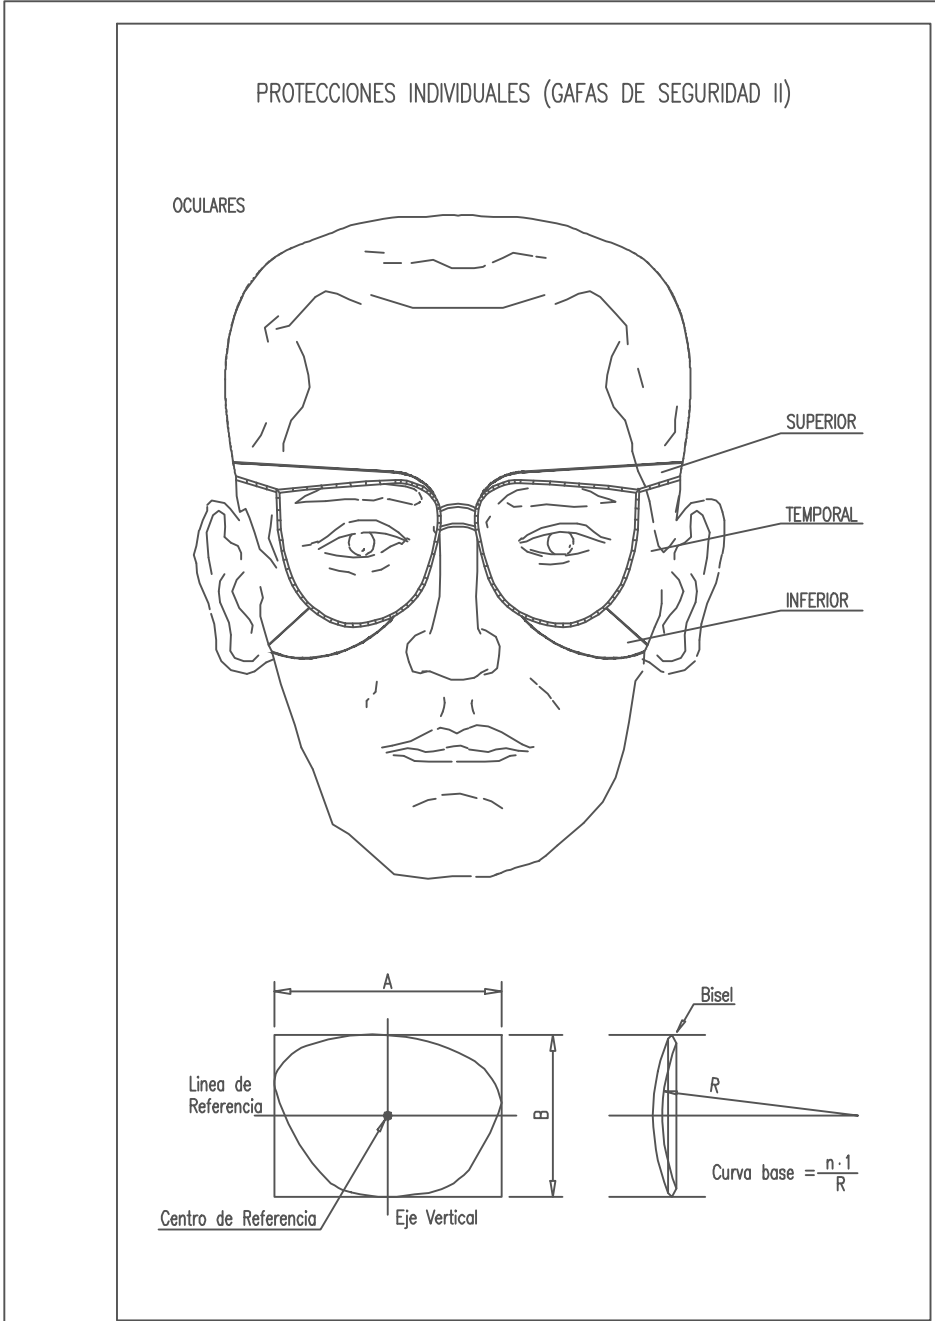 PROTECCIONES INDIVIDUALES (GAFAS DE SEGURIDAD II)
OCULARES
SUPERIOR
TEMPORAL
INFERIOR
A
Bisel
Linea de
Referencia
B
R
Curva base = n·1
R
Centro de Referencia
Eje Vertical